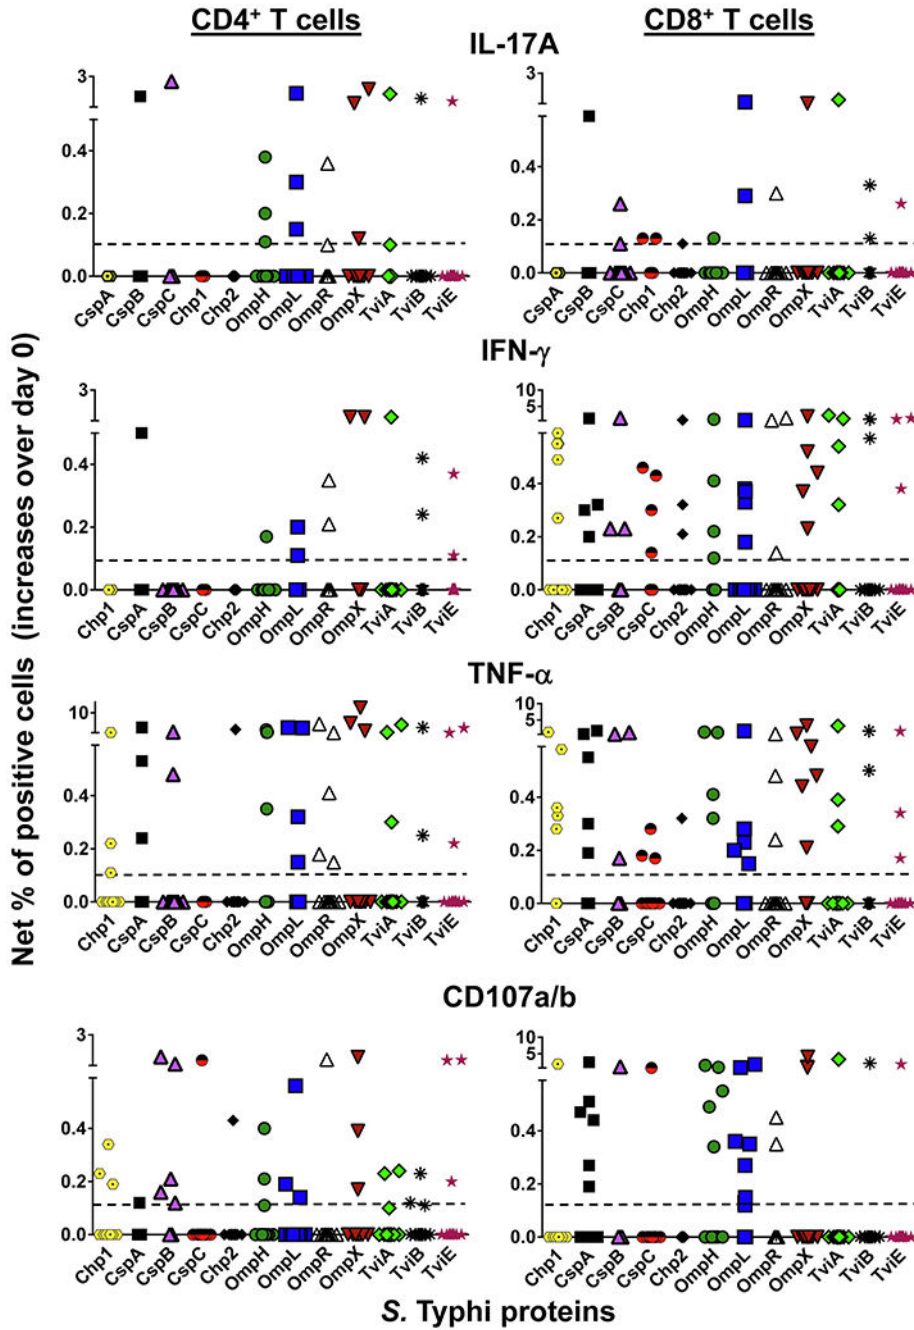 CD4+ T cells CD8+ T cells
IL-17A
3 3
0.4 0.4
0.2 0.2
0.0 0.0
CspA CspB CspC Chp1 Chp2 OmpH OmpL OmpR OmpX TviA TviB TviE CspA CspB CspC Chp1 Chp2 OmpH OmpL OmpR OmpX TviA TviB TviE
IFN-γ
3 10
5
0.4 0.4
0.2 0.2
0.0 0.0
Chp1 CspA CspB CspC Chp2 OmpH OmpL OmpR OmpX TviA TviB TviE Chp1 CspA CspB CspC Chp2 OmpH OmpL OmpR OmpX TviA TviB TviE
Net % of positive cells (increases over day 0)
TNF-α
10 10
5
0.4 0.4
0.2 0.2
0.0 0.0
Chp1 CspA CspB CspC Chp2 OmpH OmpL OmpR OmpX TviA TviB TviE Chp1 CspA CspB CspC Chp2 OmpH OmpL OmpR OmpX TviA TviB TviE
CD107a/b
3 10
5
0.4 0.4
0.2 0.2
0.0 0.0
Chp1 CspA CspB CspC Chp2 OmpH OmpL OmpR OmpX TviA TviB TviE Chp1 CspA CspB CspC Chp2 OmpH OmpL OmpR OmpX TviA TviB TviE
S. Typhi proteins